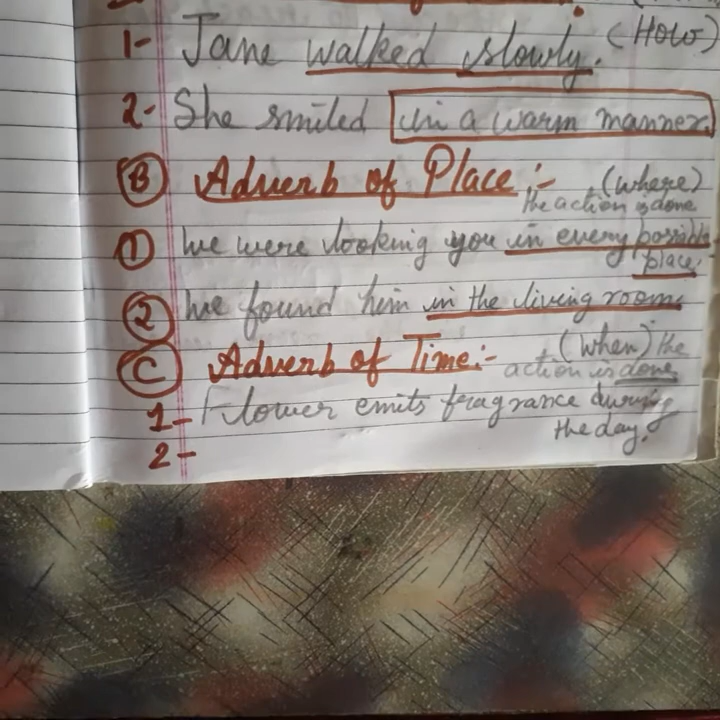 1- Jane walked slowly. (How)
2- She smiled in a warm manner.
(B) Adverb of Place :- (where)
the action is done
(1) We were looking you in every possible
place.
(2) We found him in the living room
(C) Adverb of Time:- (when) the
action is done
1- Flower emits fragrance during
the day.
2-